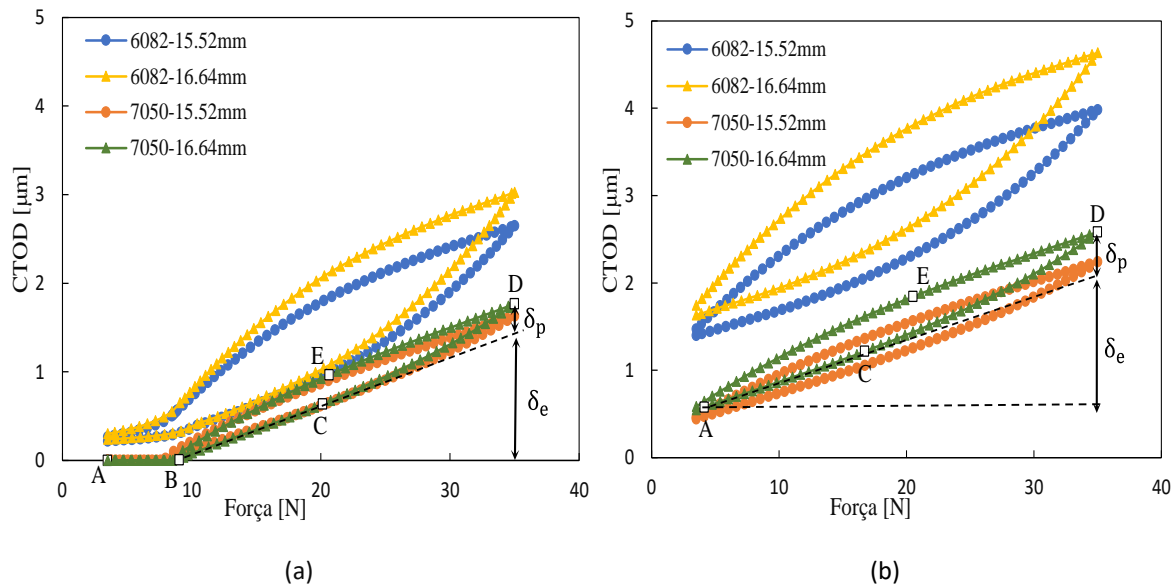 (a)
5
4
3
2
1
0
CTOD [µm]
6082-15.52mm
6082-16.64mm
7050-15.52mm
7050-16.64mm
A
B
C
D
E
δp
δe
0
10
20
30
40
Força [N]
(a)
(b)
5
4
3
2
1
0
CTOD [µm]
6082-15.52mm
6082-16.64mm
7050-15.52mm
7050-16.64mm
A
C
D
E
δp
δe
0
10
20
30
40
Força [N]
(b)